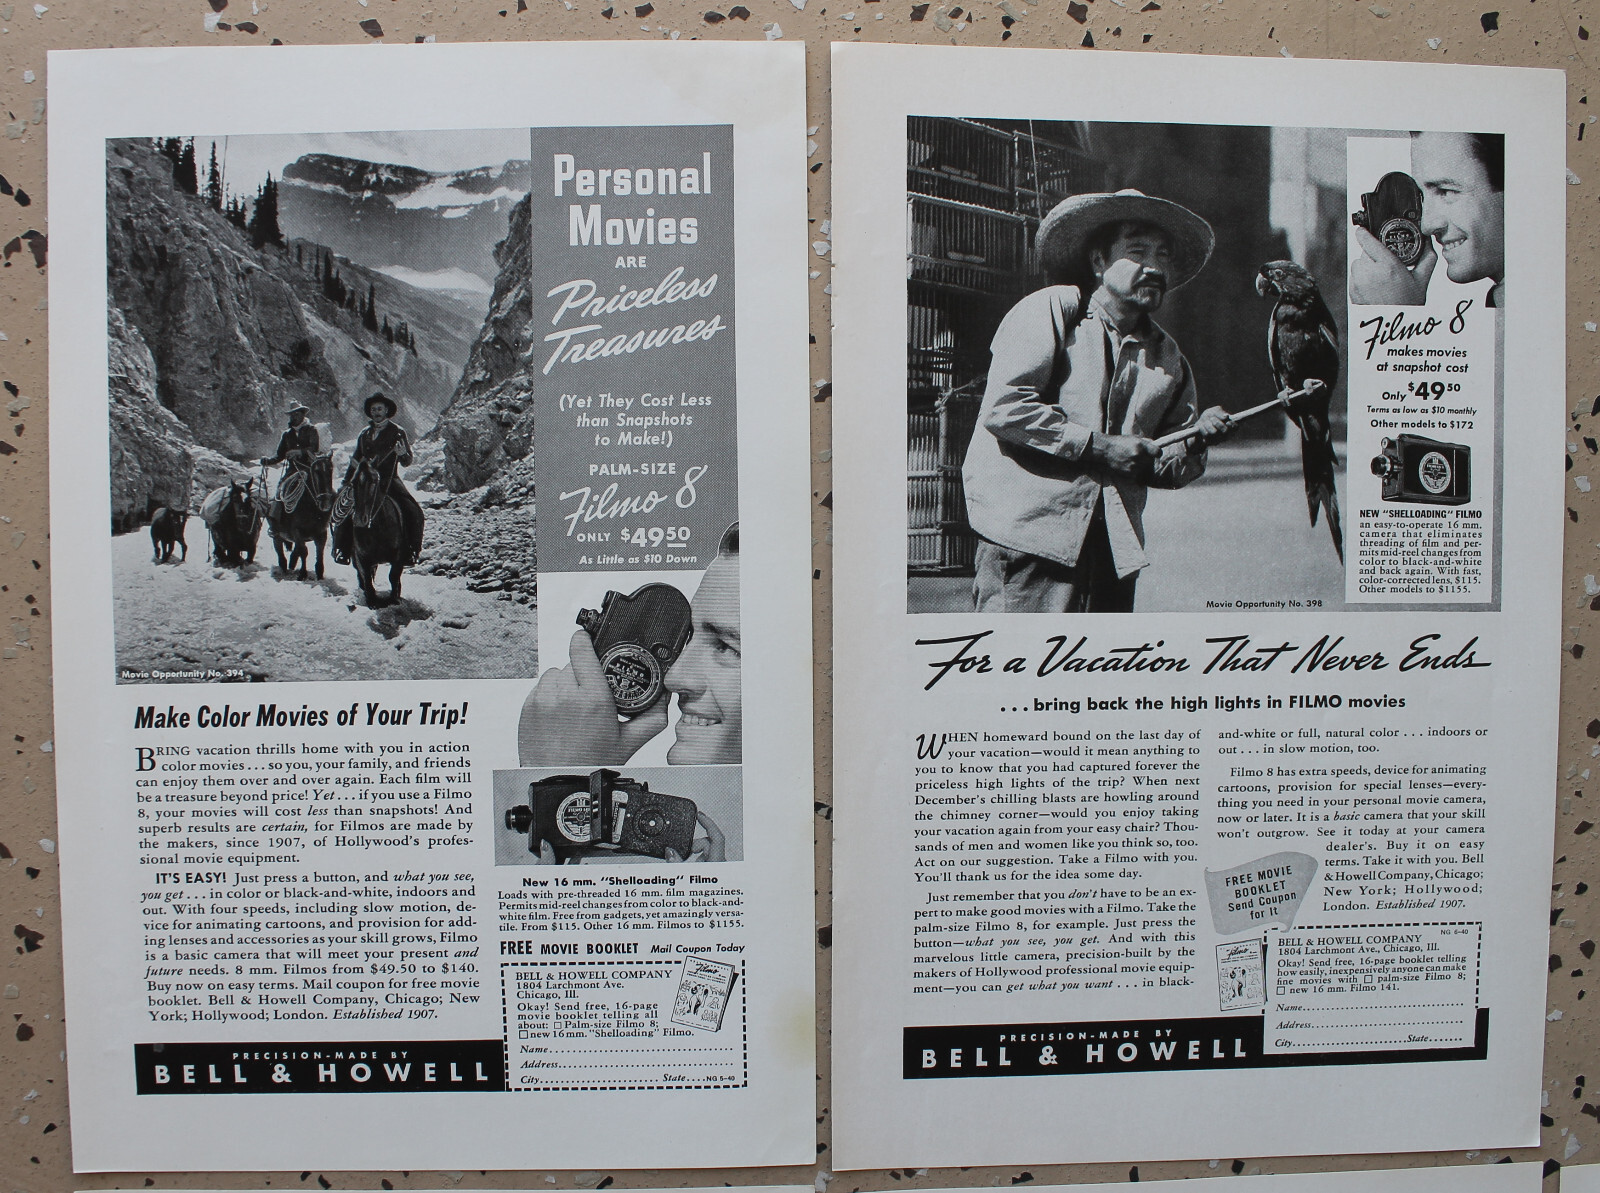 Personal
Movies
ARE
Priceless
Treasures
(Yet They Cost Less
than Snapshots
to Make!)
PALM-SIZE
Filmo 8
ONLY $49.50
As Little as $10 Down
Movie Opportunity No. 394
Make Color Movies of Your Trip!
BRING vacation thrills home with you in action
color movies . . . so you, your family, and friends
can enjoy them over and over again. Each film will
be a treasure beyond price! Yet . . . if you use a Filmo
8, your movies will cost less than snapshots! And
superb results are certain, for Filmos are made by
the makers, since 1907, of Hollywood's profes-
sional movie equipment.
IT'S EASY! Just press a button, and what you see,
you get . . . in color or black-and-white, indoors and
out. With four speeds, including slow motion, de-
vice for animating cartoons, and provision for add-
ing lenses and accessories as your skill grows, Filmo
is a basic camera that will meet your present and
future needs. 8 mm. Filmos from $49.50 to $140.
Buy now on easy terms. Mail coupon for free movie
booklet. Bell & Howell Company, Chicago; New
York; Hollywood; London. Established 1907.
New 16 mm. "Shelloading" Filmo
Loads with pre-threaded 16 mm. film magazines.
Permits mid-reel changes from color to black-and-
white film. Free from gadgets, yet amazingly versa-
tile. From $115. Other 16 mm. Filmos to $1155.
FREE MOVIE BOOKLET Mail Coupon Today
BELL & HOWELL COMPANY
1804 Larchmont Ave.
Chicago, Ill.
Okay! Send free, 16-page
movie booklet telling all
about: □ Palm-size Filmo 8;
□ new 16 mm. "Shelloading" Filmo.
Name
Address
City State NG 5-40
Filmo
PRECISION-MADE BY
BELL & HOWELL
Filmo 8
makes movies
at snapshot cost
Only $49.50
Terms as low as $10 monthly
Other models to $172
NEW "SHELLOADING" FILMO
an easy-to-operate 16 mm.
camera that eliminates
threading of film and per-
mits mid-reel changes from
color to black-and-white
and back again. With fast,
color-corrected lens, $115.
Other models to $1155.
Movie Opportunity No. 398
For a Vacation That Never Ends
. . . bring back the high lights in FILMO movies
WHEN homeward bound on the last day of
your vacation—would it mean anything to
you to know that you had captured forever the
priceless high lights of the trip? When next
December's chilling blasts are howling around
the chimney corner—would you enjoy taking
your vacation again from your easy chair? Thou-
sands of men and women like you think so, too.
Act on our suggestion. Take a Filmo with you.
You'll thank us for the idea some day.
Just remember that you don't have to be an ex-
pert to make good movies with a Filmo. Take the
palm-size Filmo 8, for example. Just press the
button—what you see, you get. And with this
marvelous little camera, precision-built by the
makers of Hollywood professional movie equip-
ment—you can get what you want . . . in black-
and-white or full, natural color . . . indoors or
out . . . in slow motion, too.
Filmo 8 has extra speeds, device for animating
cartoons, provision for special lenses—every-
thing you need in your personal movie camera,
now or later. It is a basic camera that your skill
won't outgrow. See it today at your camera
dealer's. Buy it on easy
terms. Take it with you. Bell
& Howell Company, Chicago;
New York; Hollywood;
London. Established 1907.
FREE MOVIE
BOOKLET
Send Coupon
for It
Filmo
NG 6-40
BELL & HOWELL COMPANY
1804 Larchmont Ave., Chicago, Ill.
Okay! Send free, 16-page booklet telling
how easily, inexpensively anyone can make
fine movies with □ palm-size Filmo 8;
□ new 16 mm. Filmo 141.
Name
Address
City State
PRECISION-MADE BY
BELL & HOWELL